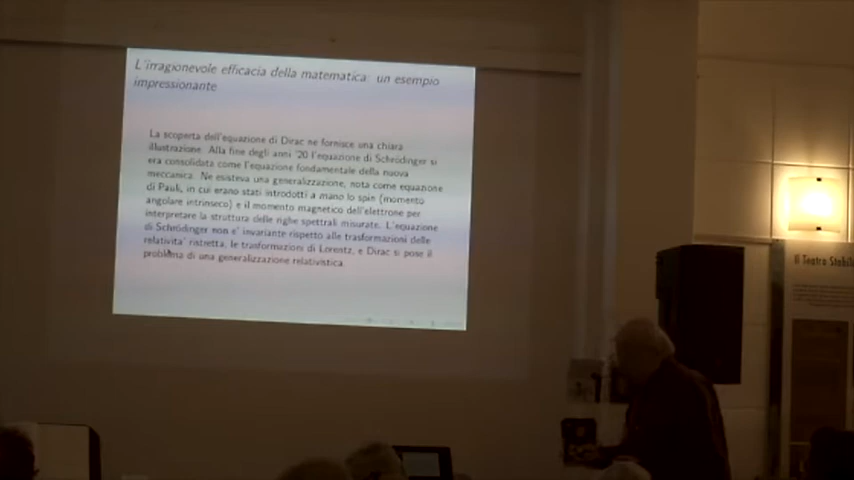 L'irragionevole efficacia della matematica: un esempio
impressionante
La scoperta dell'equazione di Dirac ne fornisce una chiara
illustrazione. Alla fine degli anni '20 l'equazione di Schrödinger si
era consolidata come l'equazione fondamentale della nuova
meccanica. Ne esisteva una generalizzazione, nota come equazione
di Pauli, in cui erano stati introdotti a mano lo spin (momento
angolare intrinseco) e il momento magnetico dell'elettrone per
interpretare la struttura delle righe spettrali misurate. L'equazione
di Schrödinger non e' invariante rispetto alle trasformazioni delle
relativita' ristretta, le trasformazioni di Lorentz, e Dirac si pose il
problema di una generalizzazione relativistica.
Il Teatro Stabile